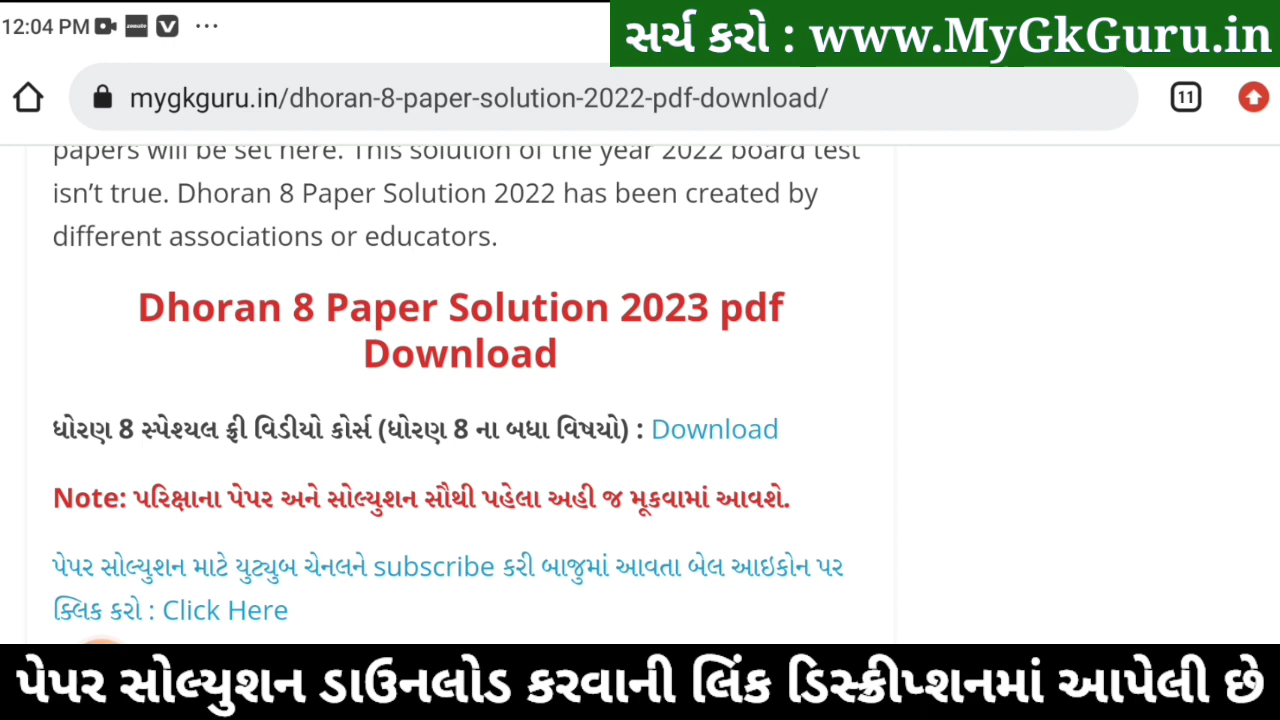 12:04 PM
સર્ચ કરો : www.MyGkGuru.in
mygkguru.in/dhoran-8-paper-solution-2022-pdf-download/
11
papers will be set here. This solution of the year 2022 board test
isn’t true. Dhoran 8 Paper Solution 2022 has been created by
different associations or educators.
Dhoran 8 Paper Solution 2023 pdf
Download
ધોરણ 8 સ્પેશ્યલ ફ્રી વિડીયો કોર્સ (ધોરણ 8 ના બધા વિષયો) : Download
Note: પરિક્ષાના પેપર અને સોલ્યુશન સૌથી પહેલા અહી જ મૂકવામાં આવશે.
પેપર સોલ્યુશન માટે યુટ્યુબ ચેનલને subscribe કરી બાજુમાં આવતા બેલ આઇકોન પર
ક્લિક કરો : Click Here
પેપર સોલ્યુશન ડાઉનલોડ કરવાની લિંક ડિસ્ક્રીપ્શનમાં આપેલી છે